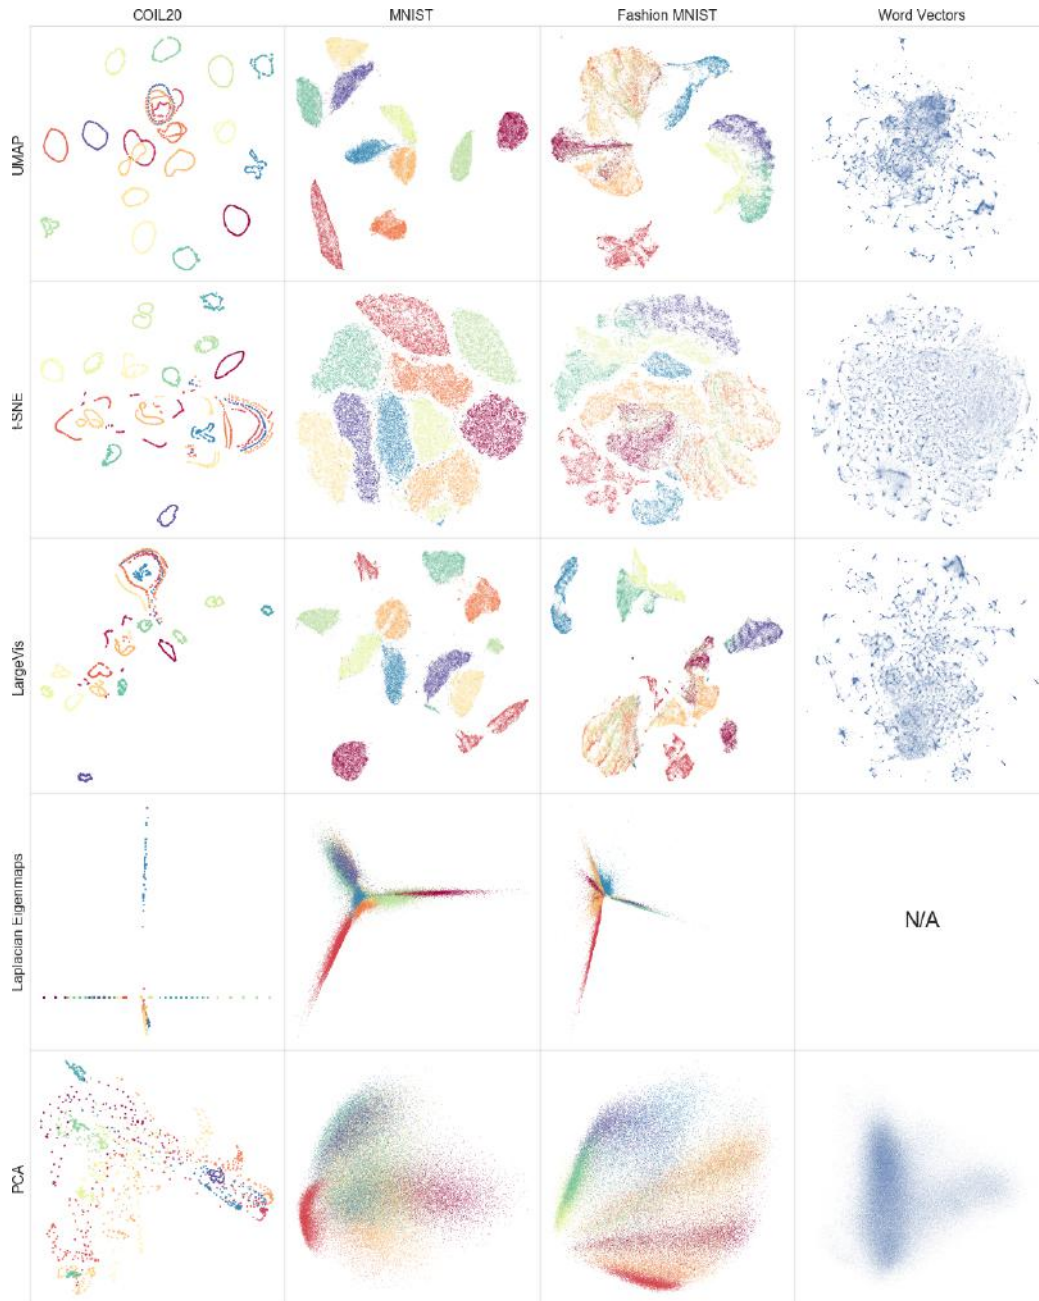 COIL20 MNIST Fashion MNIST Word Vectors
UMAP
t-SNE
LargeVis
Laplacian Eigenmaps
N/A
PCA